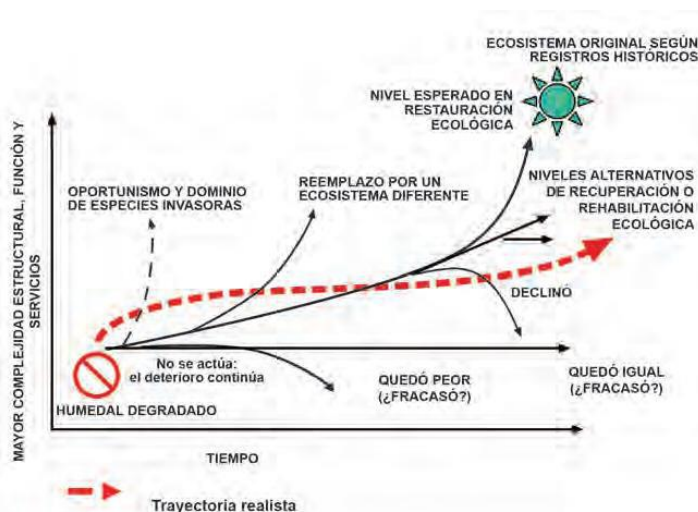 ECOSISTEMA ORIGINAL SEGÚN
REGISTROS HISTÓRICOS
NIVEL ESPERADO EN
RESTAURACIÓN
ECOLÓGICA
MAYOR COMPLEJIDAD ESTRUCTURAL, FUNCIÓN Y
SERVICIOS
OPORTUNISMO Y DOMINIO
DE ESPECIES INVASORAS
REEMPLAZO POR UN
ECOSISTEMA DIFERENTE
NIVELES ALTERNATIVOS
DE RECUPERACIÓN O
REHABILITACIÓN
ECOLÓGICA
DECLINÓ
No se actúa:
el deterioro continúa
HUMEDAL DEGRADADO
QUEDÓ PEOR
(¿FRACASÓ?)
QUEDÓ IGUAL
(¿FRACASÓ?)
TIEMPO
Trayectoria realista